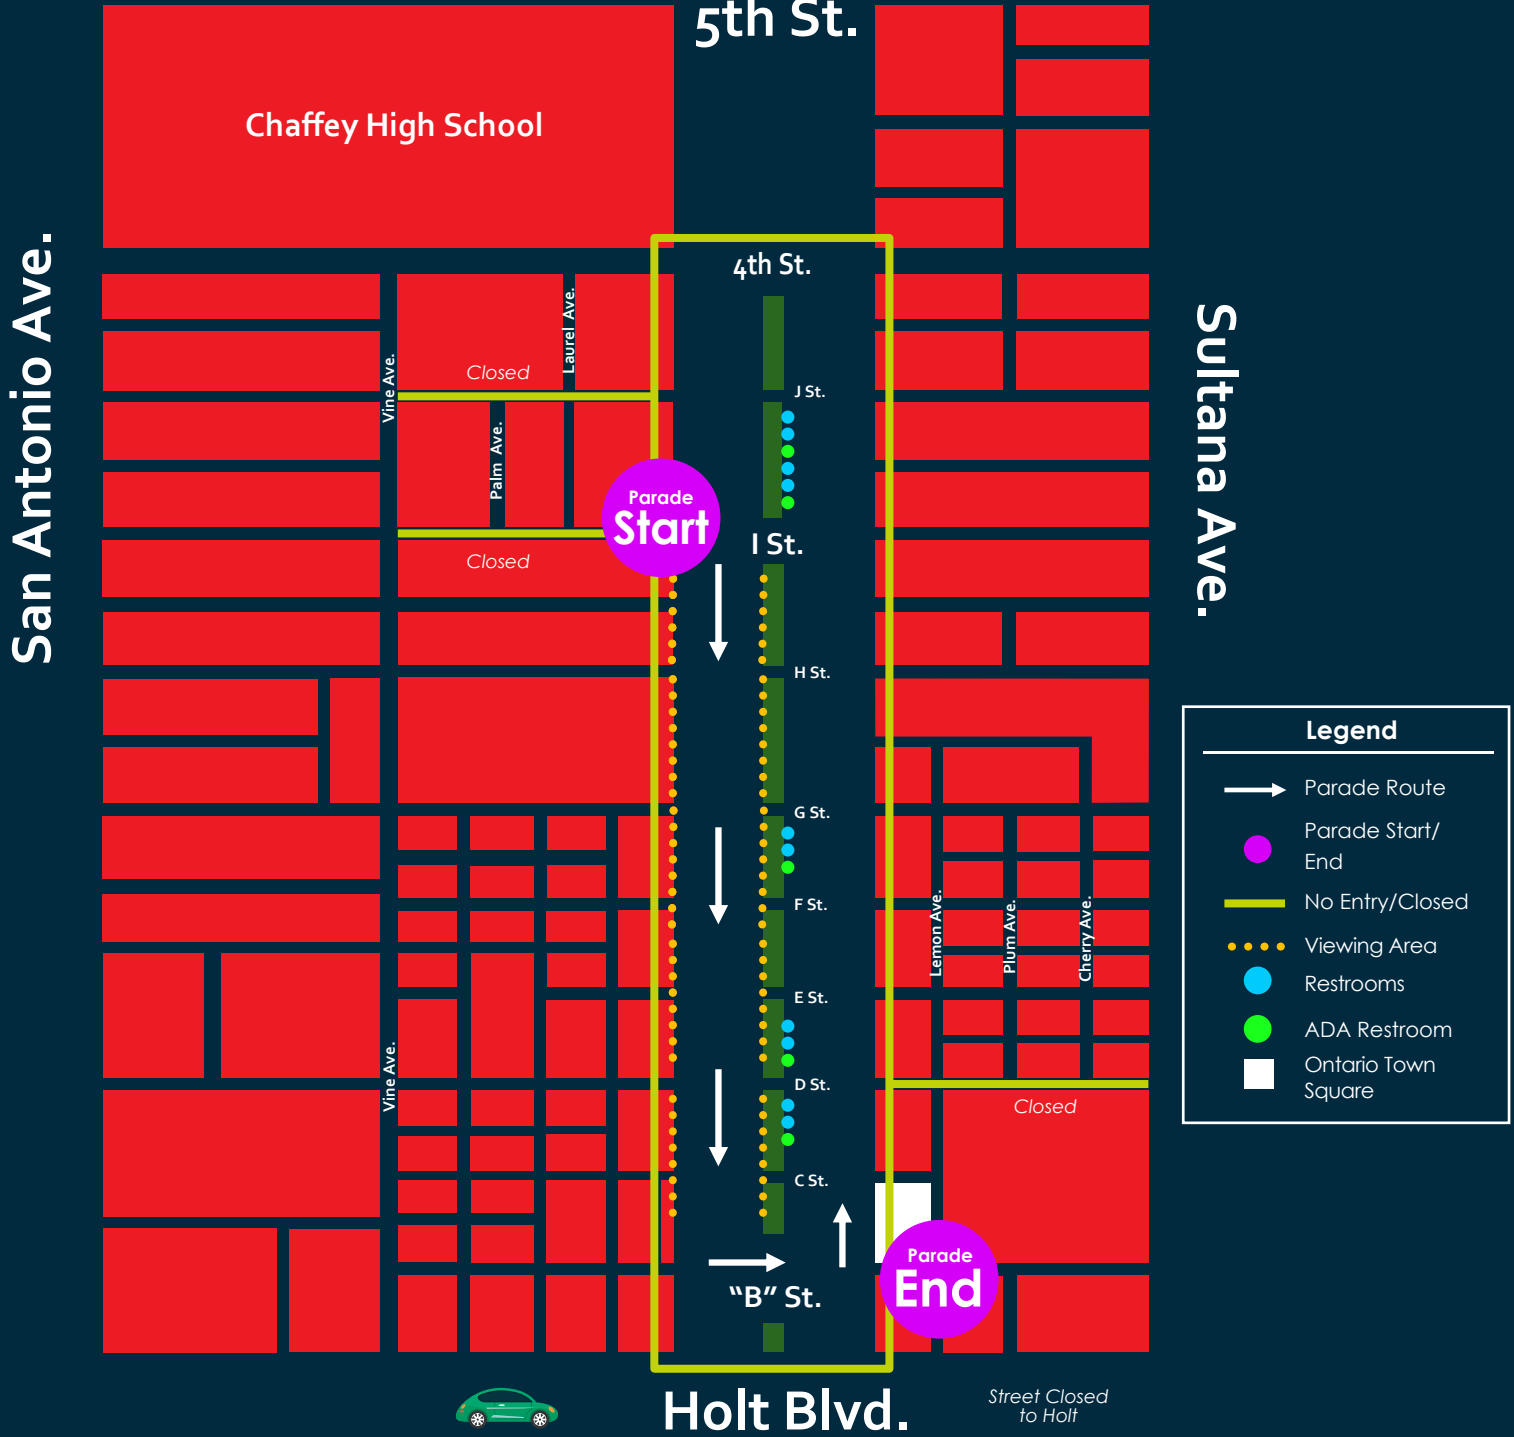 5th St.
Chaffey High School
San Antonio Ave.
4th St.
Laurel Ave.
Sultana Ave.
Vine Ave.
Closed
J St.
Palm Ave.
Parade
Start
I St.
Closed
H St.
Legend
Parade Route
Parade Start/
End
No Entry/Closed
Viewing Area
Restrooms
ADA Restroom
Ontario Town
Square
G St.
F St.
Lemon Ave.
Plum Ave.
Cherry Ave.
E St.
Vine Ave.
D St.
Closed
C St.
Parade
End
“B” St.
Holt Blvd.
Street Closed
to Holt